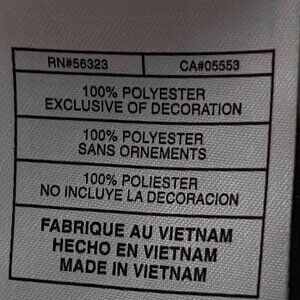 RN#56323 CA#05553
100% POLYESTER
EXCLUSIVE OF DECORATION
100% POLYESTER
SANS ORNEMENTS
100% POLIESTER
NO INCLUYE LA DECORACION
FABRIQUE AU VIETNAM
HECHO EN VIETNAM
MADE IN VIETNAM